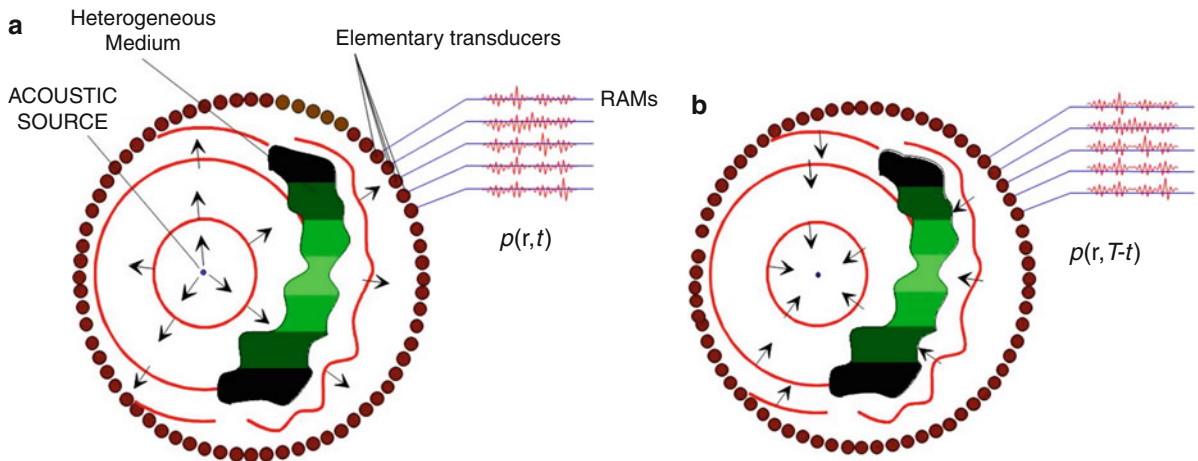 a
Heterogeneous
Medium
Elementary transducers
ACOUSTIC
SOURCE
RAMs
p(r,t)
b
p(r,T-t)